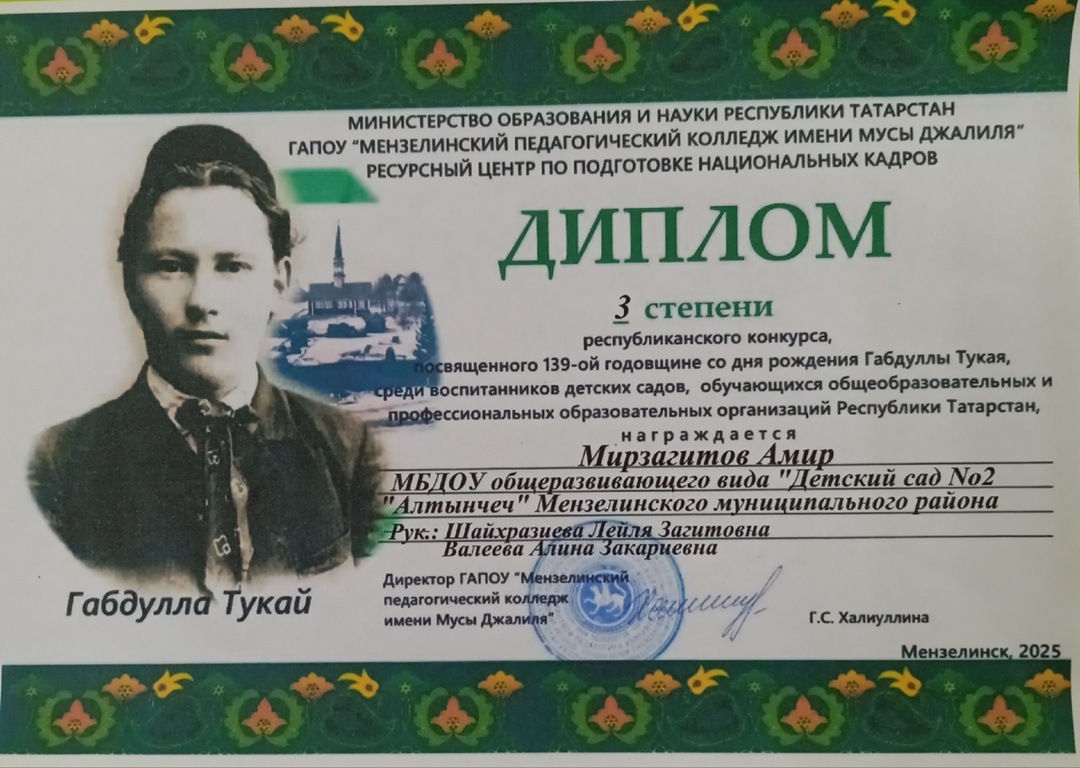 МИНИСТЕРСТВО ОБРАЗОВАНИЯ И НАУКИ РЕСПУБЛИКИ ТАТАРСТАН
ГАПОУ "МЕНЗЕЛИНСКИЙ ПЕДАГОГИЧЕСКИЙ КОЛЛЕДЖ ИМЕНИ МУСЫ ДЖАЛИЛЯ"
РЕСУРСНЫЙ ЦЕНТР ПО ПОДГОТОВКЕ НАЦИОНАЛЬНЫХ КАДРОВ
ДИПЛОМ
3 степени
республиканского конкурса,
посвященного 139-ой годовщине со дня рождения Габдуллы Тукая,
среди воспитанников детских садов, обучающихся общеобразовательных и
профессиональных образовательных организаций Республики Татарстан,
награждается
Мирзагитов Амир
МБДОУ общеразвивающего вида "Детский сад No2
"Алтынчеч" Мензелинского муниципального района
Рук.: Шайхразиева Лейля Загитовна
Валеева Алина Закариевна
Габдулла Тукай
Директор ГАПОУ "Мензелинский
педагогический колледж
имени Мусы Джалиля"
Г.С. Халиуллина
Мензелинск, 2025